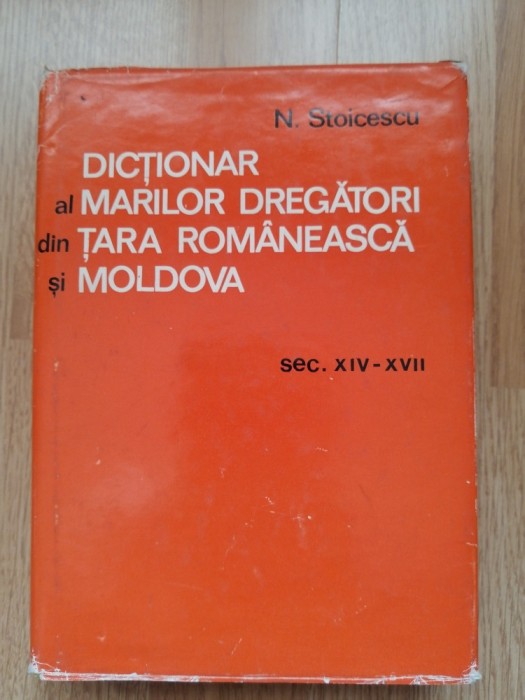 N. Stoicescu
DICȚIONAR
al MARILOR DREGĂTORI
din ȚARA ROMÂNEASCĂ
și MOLDOVA
sec. XIV-XVII